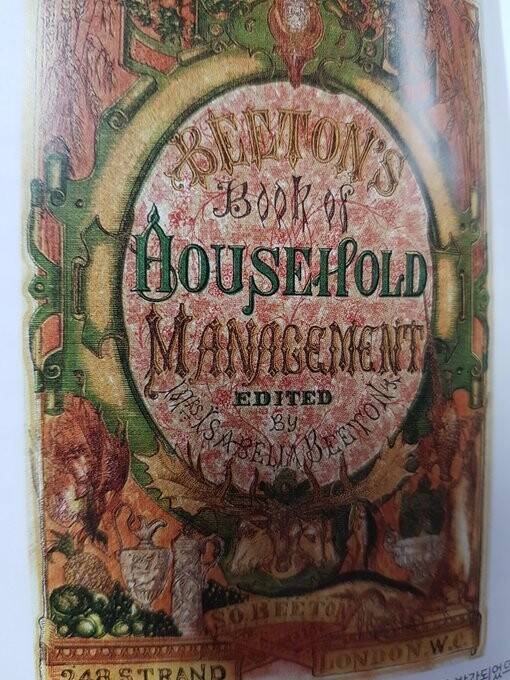 BEETON'S
Book of
HOUSEHOLD
MANAGEMENT
EDITED
BY
MRS ISABELLA BEETON
S.O. BEETON
248 STRAND
LONDON. W.C.